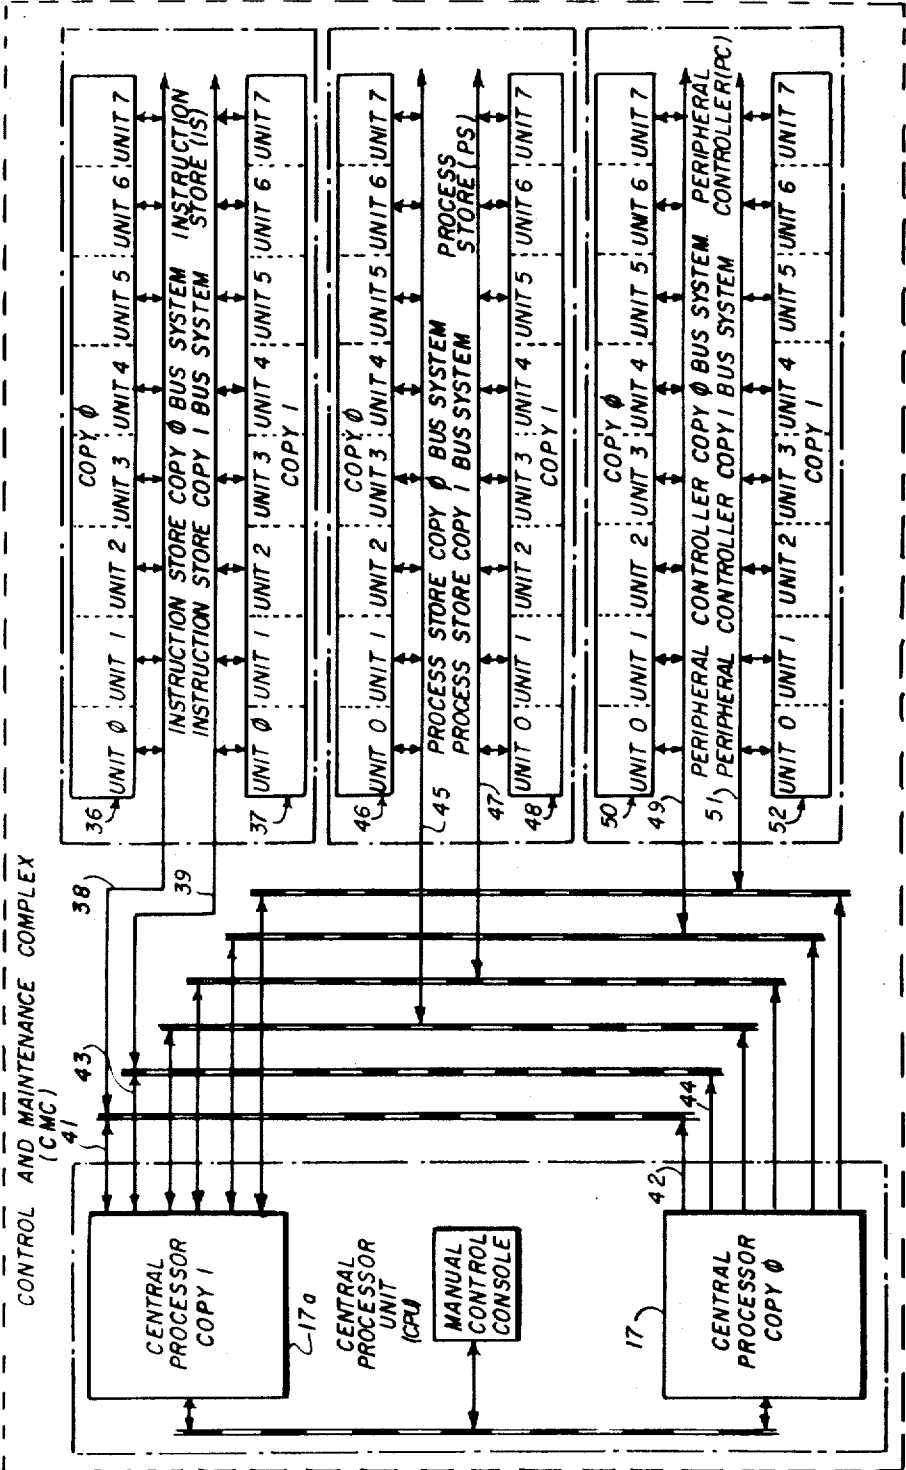 CONTROL AND MAINTENANCE COMPLEX
(CMC)
CENTRAL
PROCESSOR
COPY 1
17a
CENTRAL
PROCESSOR
UNIT
(CPU)
MANUAL
CONTROL
CONSOLE
CENTRAL
PROCESSOR
COPY Ø
17
41
43
42
44
38
39
36
COPY Ø
UNIT Ø UNIT 1 UNIT 2 UNIT 3 UNIT 4 UNIT 5 UNIT 6 UNIT 7
INSTRUCTION STORE COPY Ø BUS SYSTEM
INSTRUCTION STORE COPY 1 BUS SYSTEM
INSTRUCTION
STORE (IS)
UNIT Ø UNIT 1 UNIT 2 UNIT 3 UNIT 4 UNIT 5 UNIT 6 UNIT 7
COPY 1
37
46
COPY Ø
UNIT 0 UNIT 1 UNIT 2 UNIT 3 UNIT 4 UNIT 5 UNIT 6 UNIT 7
45
PROCESS STORE COPY Ø BUS SYSTEM
PROCESS STORE COPY 1 BUS SYSTEM
PROCESS
STORE (PS)
47
UNIT 0 UNIT 1 UNIT 2 UNIT 3 UNIT 4 UNIT 5 UNIT 6 UNIT 7
COPY 1
48
50
COPY Ø
UNIT 0 UNIT 1 UNIT 2 UNIT 3 UNIT 4 UNIT 5 UNIT 6 UNIT 7
49
PERIPHERAL CONTROLLER COPY Ø BUS SYSTEM
PERIPHERAL CONTROLLER COPY 1 BUS SYSTEM
PERIPHERAL
CONTROLLER (PC)
51
UNIT 0 UNIT 1 UNIT 2 UNIT 3 UNIT 4 UNIT 5 UNIT 6 UNIT 7
COPY 1
52